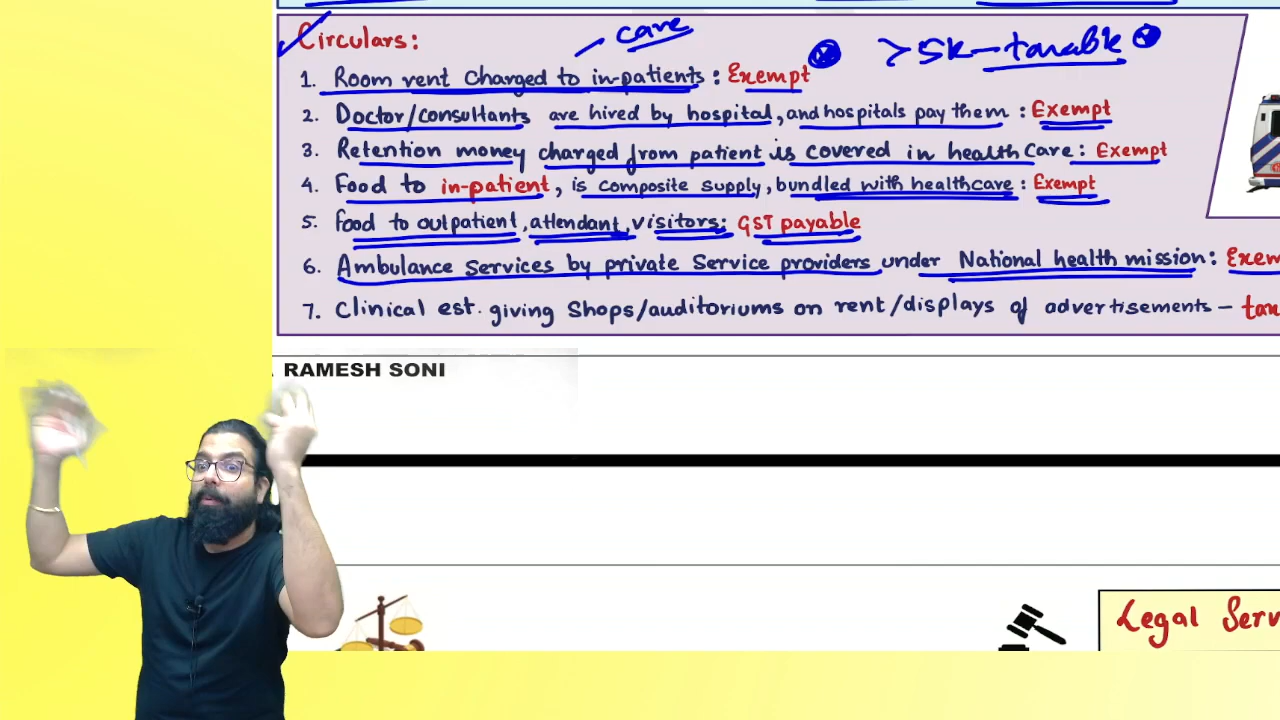 Circulars:
care
>5k-taxable
1. Room rent charged to in-patients: Exempt
2. Doctor/consultants are hired by hospital, and hospitals pay them : Exempt
3. Retention money charged from patient is covered in health care: Exempt
4. Food to in-patient, is composite supply, bundled with healthcare: Exempt
5. Food to outpatient, attendant, visitors: GST payable
6. Ambulance Services by private Service providers under National health mission: Exem
7. Clinical est. giving Shops/auditoriums on rent/displays of advertisements – tax
RAMESH SONI
Legal Serv